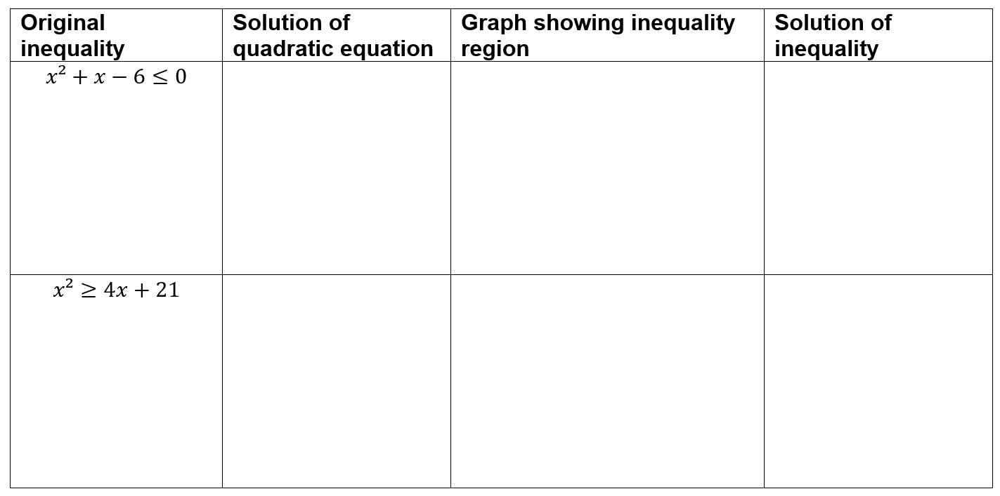 Original
inequality
Solution of
quadratic equation
Graph showing inequality
region
Solution of
inequality
x² + x − 6 ≤ 0
x² ≥ 4x + 21